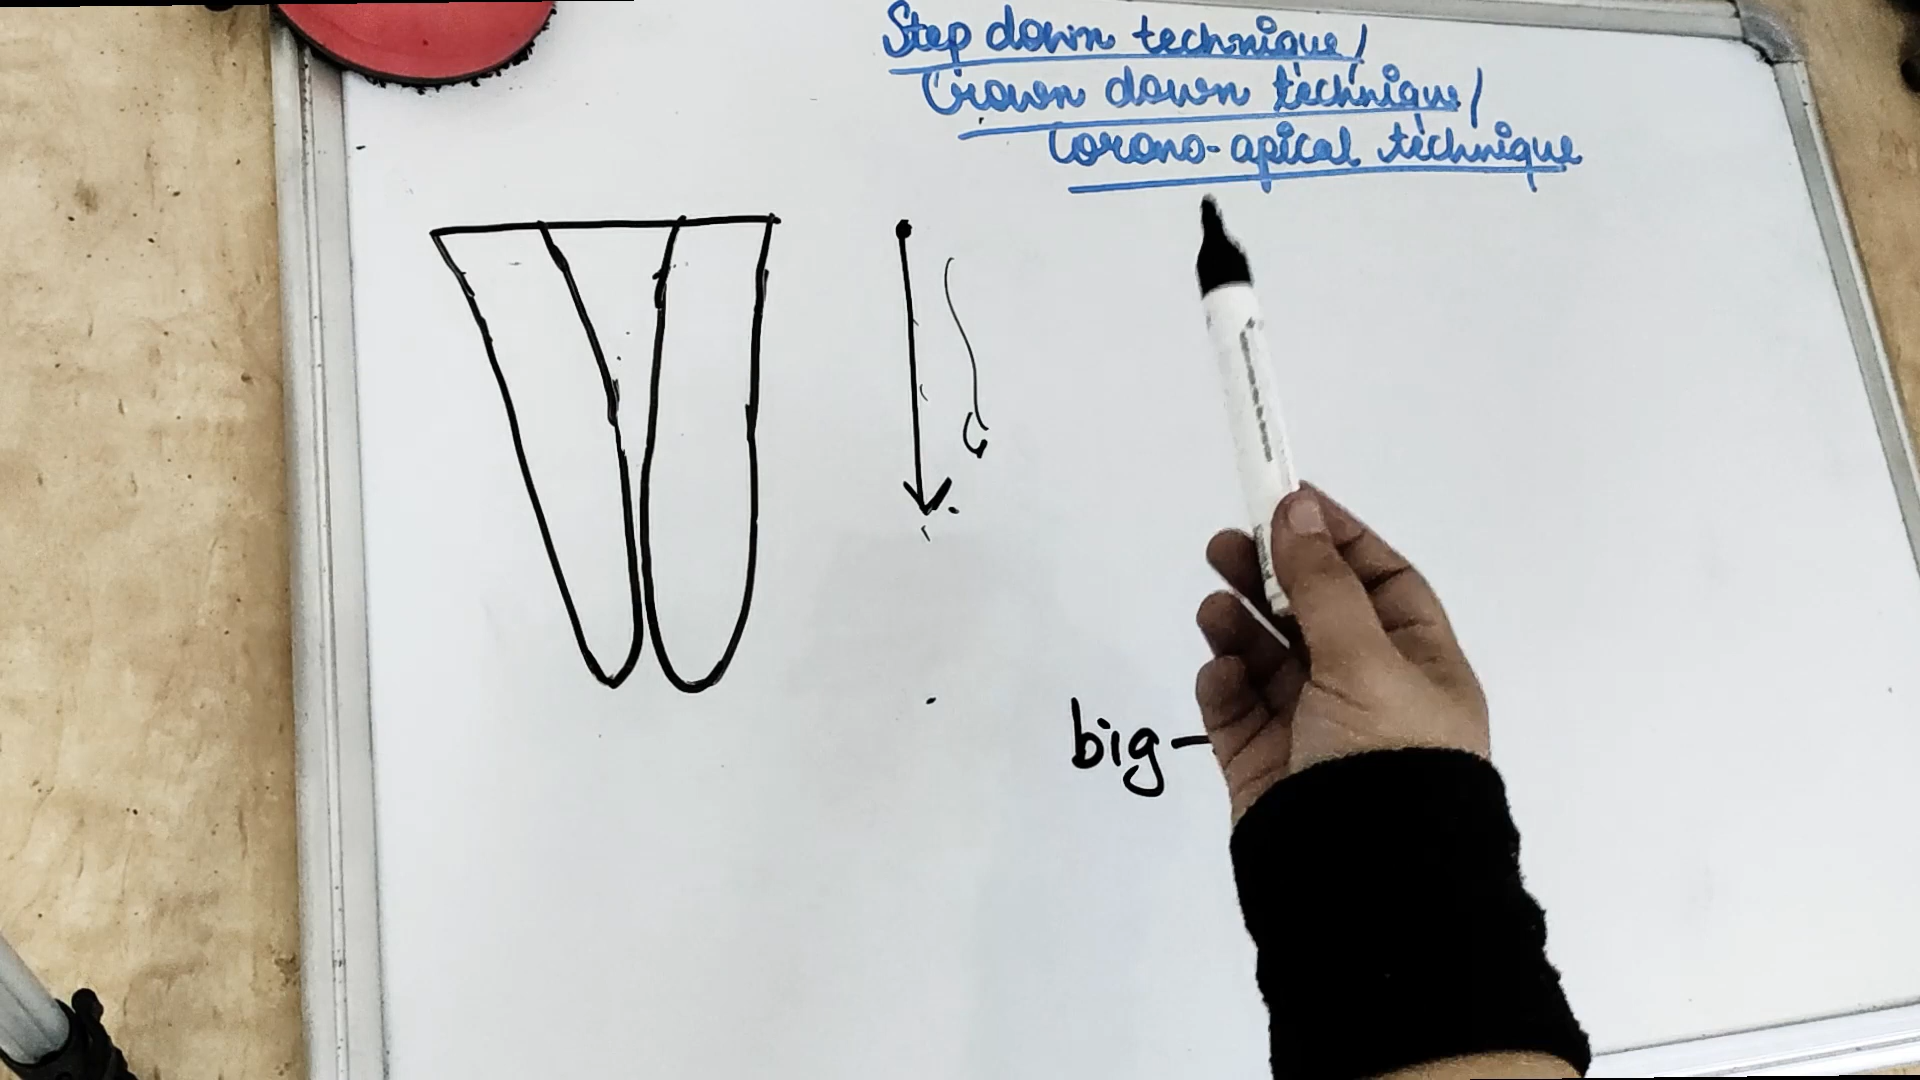 Step down technique/
Crown down technique/
Corono-apical technique
big -